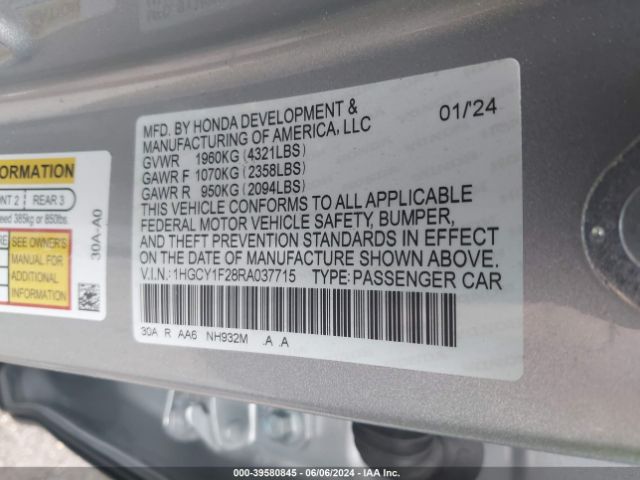 MFD. BY HONDA DEVELOPMENT & 01/'24
MANUFACTURING OF AMERICA, LLC
GVWR 1960KG (4321LBS)
GAWR F 1070KG (2358LBS)
GAWR R 950KG (2094LBS)
THIS VEHICLE CONFORMS TO ALL APPLICABLE
FEDERAL MOTOR VEHICLE SAFETY, BUMPER,
AND THEFT PREVENTION STANDARDS IN EFFECT
ON THE DATE OF MANUFACTURE SHOWN ABOVE.
V.I.N.: 1HGCY1F28RA037715 TYPE: PASSENGER CAR
30A R AA6 NH932M .A .A
ORMATION
2 REAR 3
385kg or 850lbs.
SEE OWNER'S
MANUAL FOR
ADDITIONAL
INFORMATION
30A-A0
000-39580845 - 06/06/2024 - IAA Inc.